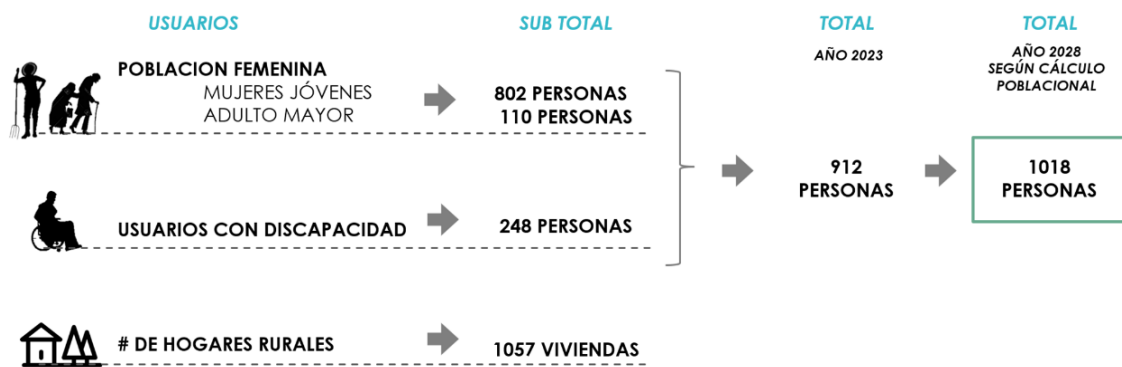 USUARIOS
SUB TOTAL
TOTAL
TOTAL
AÑO 2023
AÑO 2028
SEGÚN CÁLCULO
POBLACIONAL
POBLACION FEMENINA
MUJERES JÓVENES
ADULTO MAYOR
802 PERSONAS
110 PERSONAS
912
PERSONAS
1018
PERSONAS
USUARIOS CON DISCAPACIDAD
248 PERSONAS
# DE HOGARES RURALES
1057 VIVIENDAS